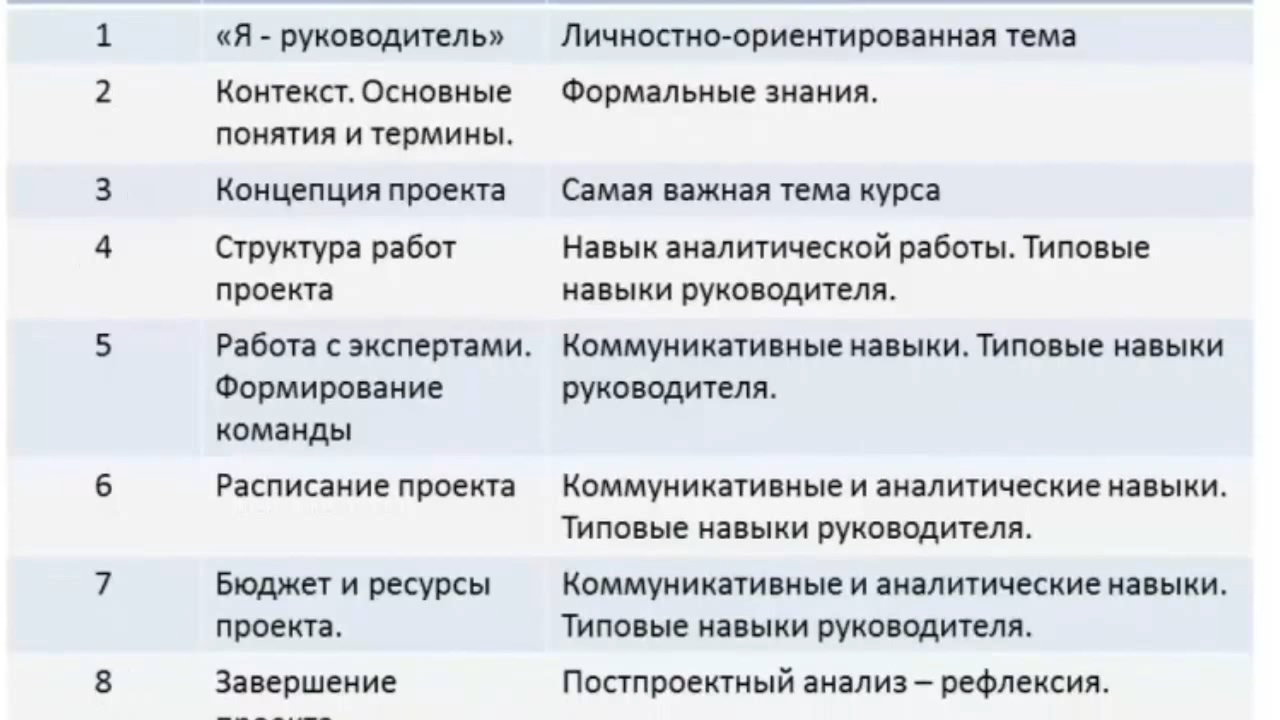 1 «Я - руководитель» Личностно-ориентированная тема
2 Контекст. Основные Формальные знания.
понятия и термины.
3 Концепция проекта Самая важная тема курса
4 Структура работ Навык аналитической работы. Типовые
проекта навыки руководителя.
5 Работа с экспертами. Коммуникативные навыки. Типовые навыки
Формирование руководителя.
команды
6 Расписание проекта Коммуникативные и аналитические навыки.
Типовые навыки руководителя.
7 Бюджет и ресурсы Коммуникативные и аналитические навыки.
проекта. Типовые навыки руководителя.
8 Завершение Постпроектный анализ – рефлексия.